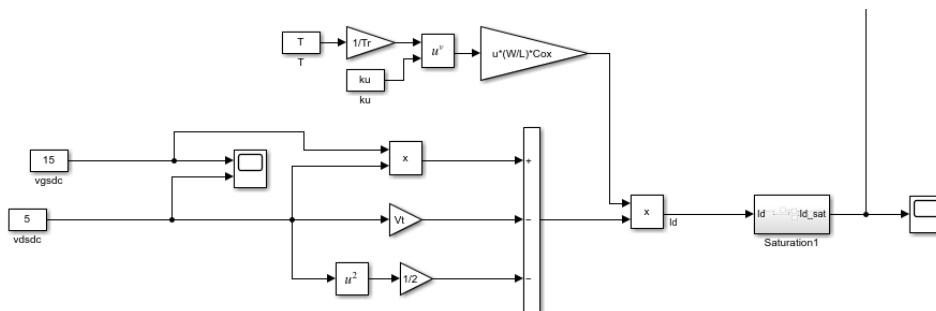 T
T
1/Tr
u^v
u*(W/L)*Cox
ku
ku
15
vgsdc
x
+
5
vdsdc
Vt
−
x
Id
Id
Id_sat
Saturation1
u^2
1/2
−